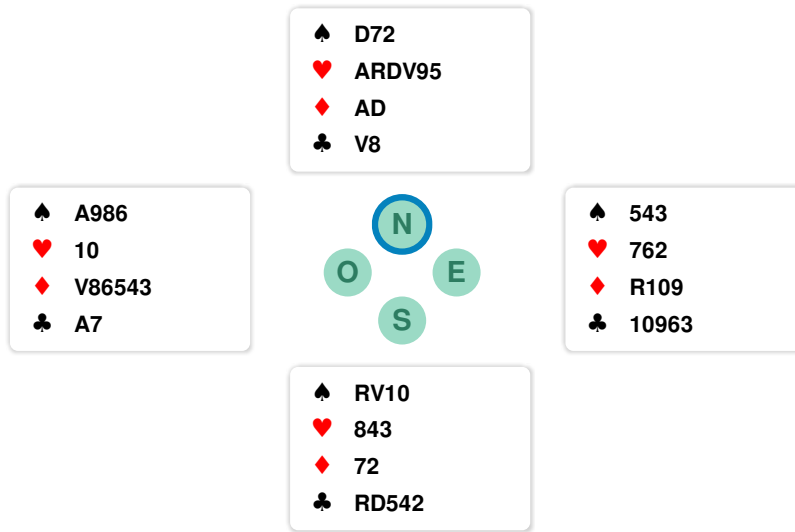 ♠ D72
♥ ARDV95
♦ AD
♣ V8
♠ A986
♥ 10
♦ V86543
♣ A7
N
O
E
S
♠ 543
♥ 762
♦ R109
♣ 10963
♠ RV10
♥ 843
♦ 72
♣ RD542